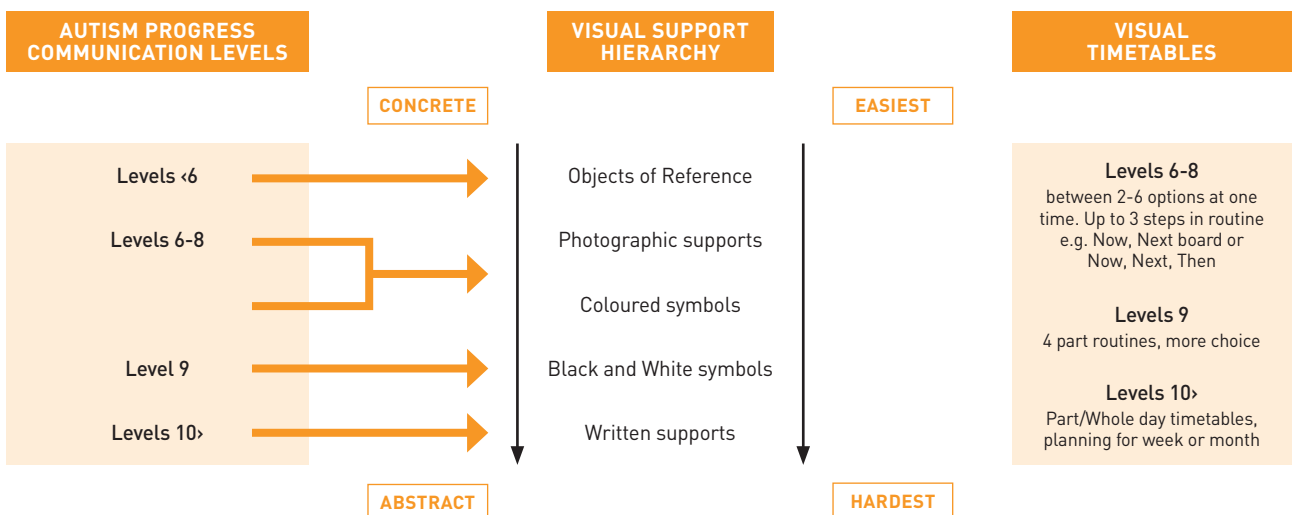 AUTISM PROGRESS
COMMUNICATION LEVELS
VISUAL SUPPORT
HIERARCHY
VISUAL
TIMETABLES
CONCRETE
EASIEST
Levels ‹6
Levels 6-8
Level 9
Levels 10›
Objects of Reference
Photographic supports
Coloured symbols
Black and White symbols
Written supports
Levels 6-8
between 2-6 options at one
time. Up to 3 steps in routine
e.g. Now, Next board or
Now, Next, Then
Levels 9
4 part routines, more choice
Levels 10›
Part/Whole day timetables,
planning for week or month
ABSTRACT
HARDEST